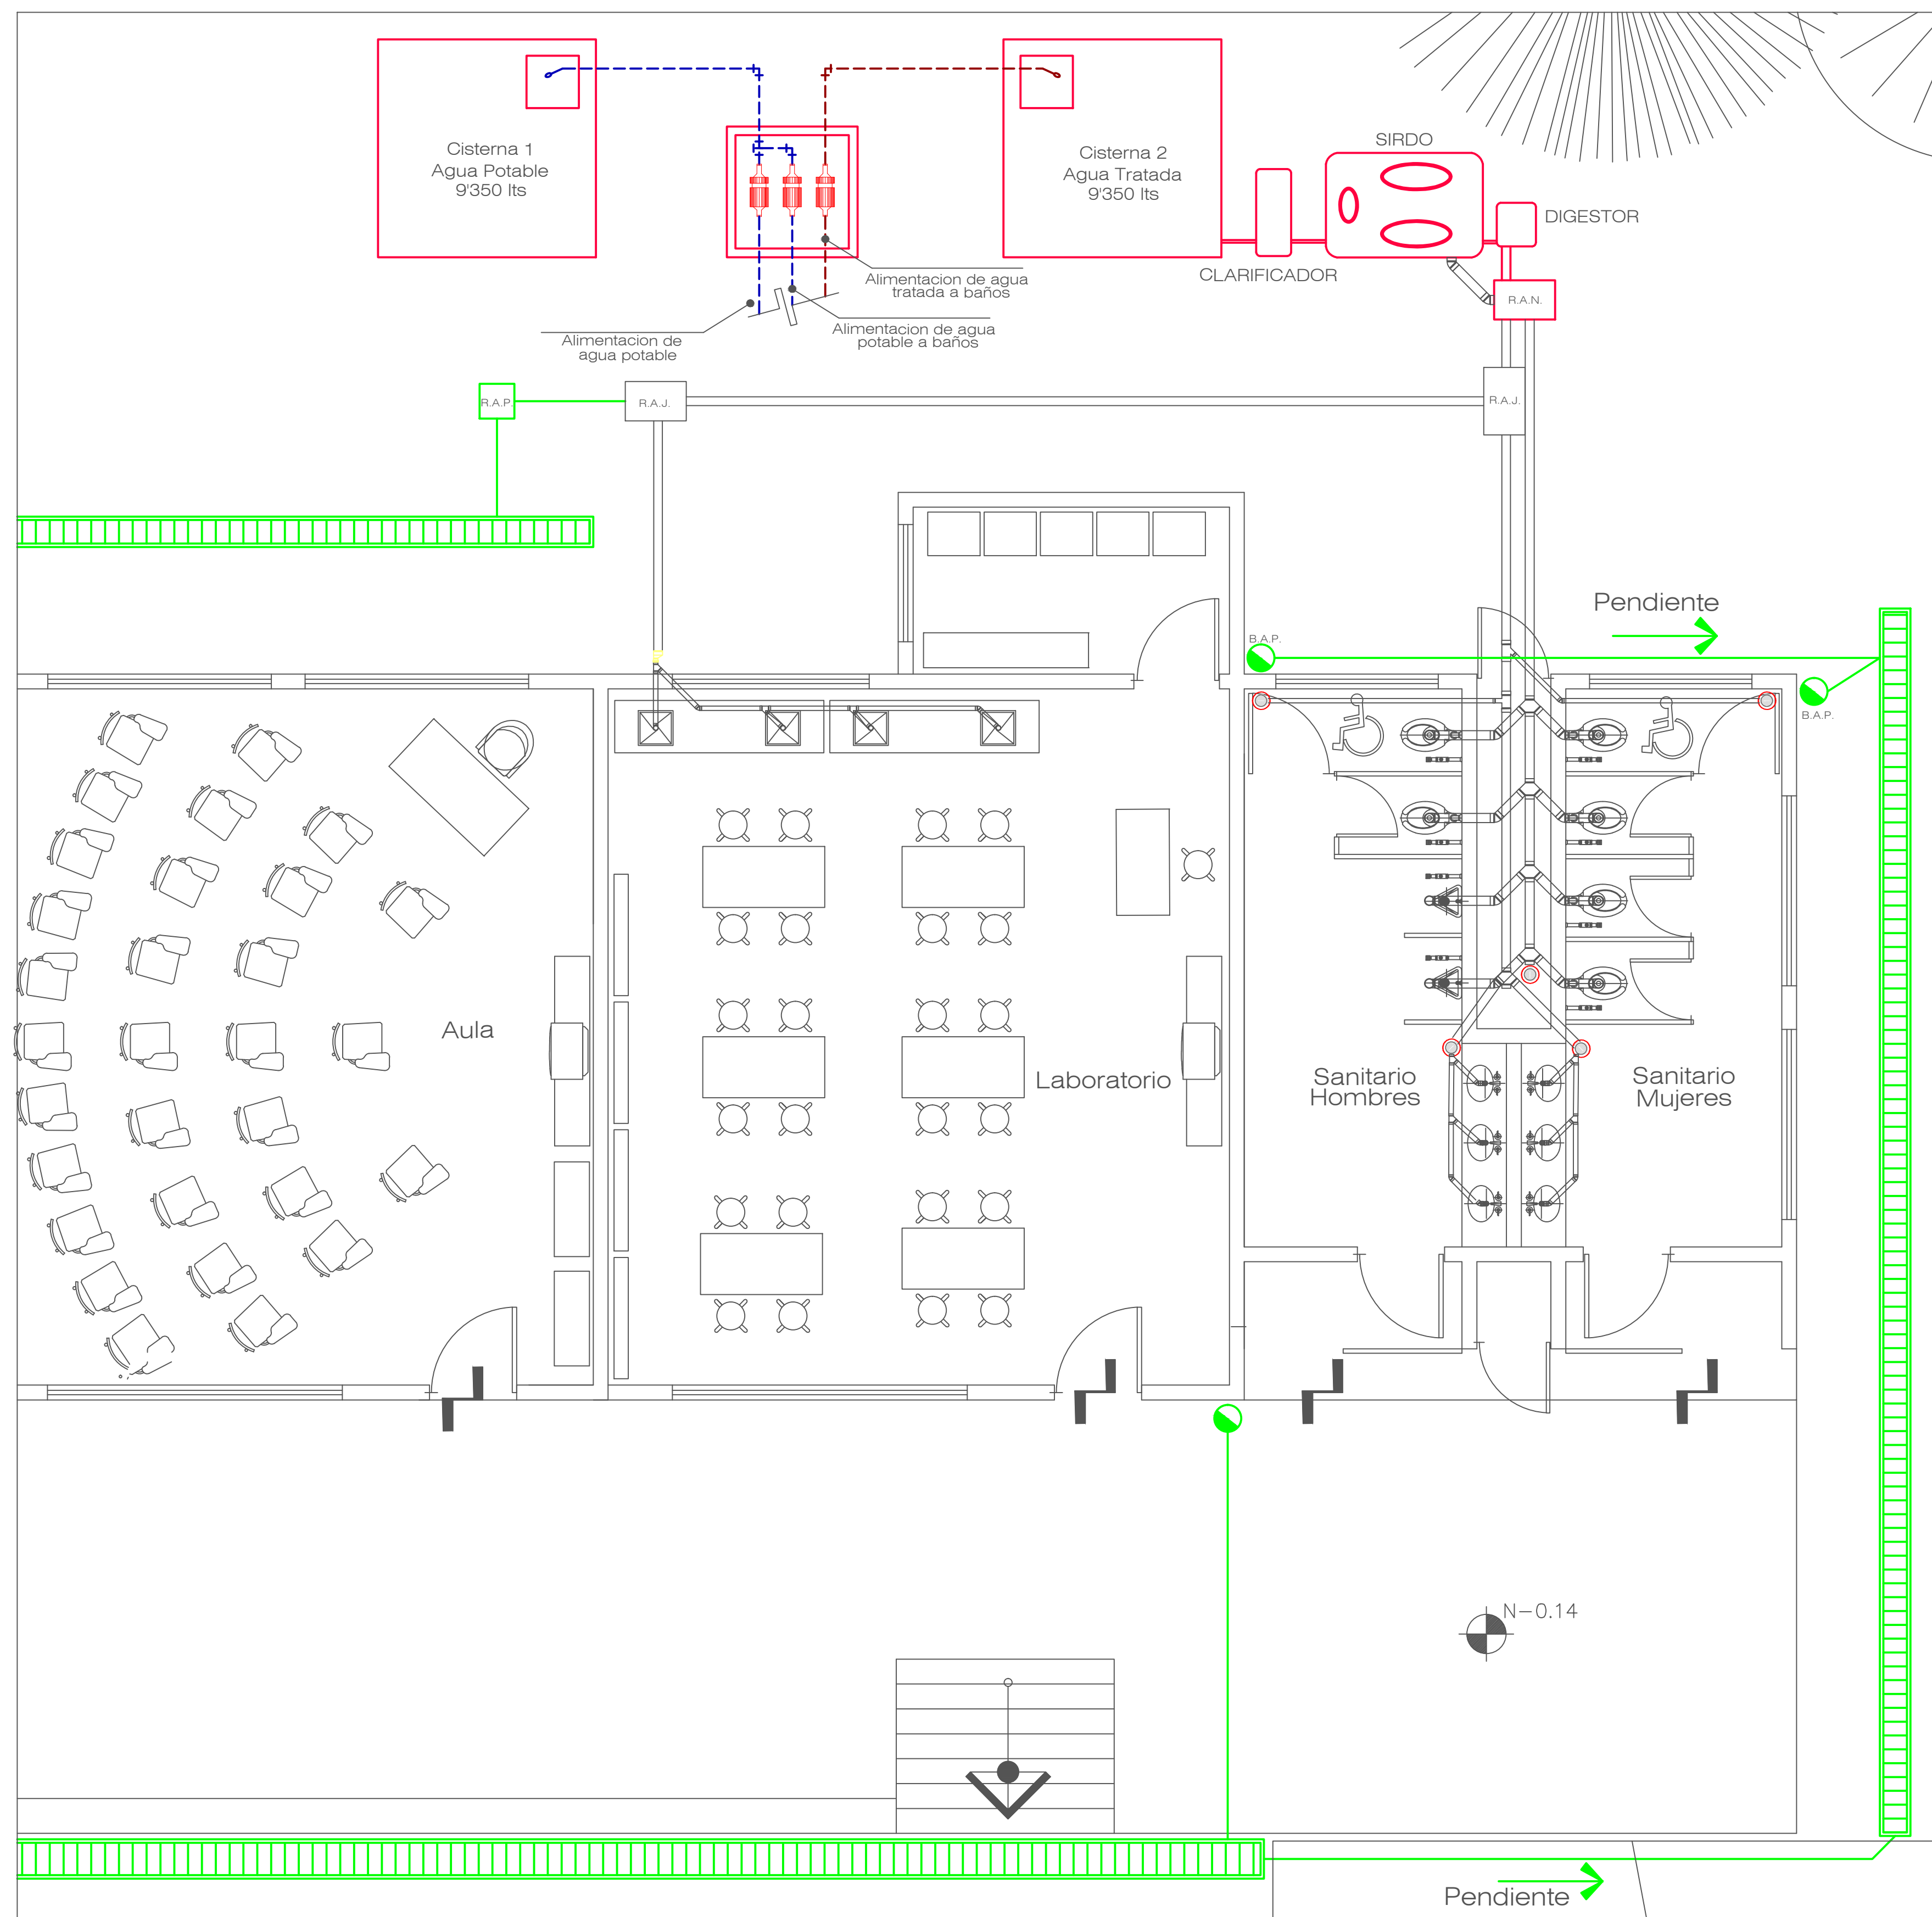 SIRDO
Cisterna 1
Agua Potable
9'350 lts
Cisterna 2
Agua Tratada
9'350 lts
DIGESTOR
CLARIFICADOR
Alimentacion de agua
tratada a baños
R.A.N.
Alimentacion de agua
potable a baños
Alimentacion de
agua potable
R.A.P.
R.A.J.
R.A.J.
Pendiente
B.A.P.
B.A.P.
Aula
Laboratorio
Sanitario
Hombres
Sanitario
Mujeres
N-0.14
Pendiente